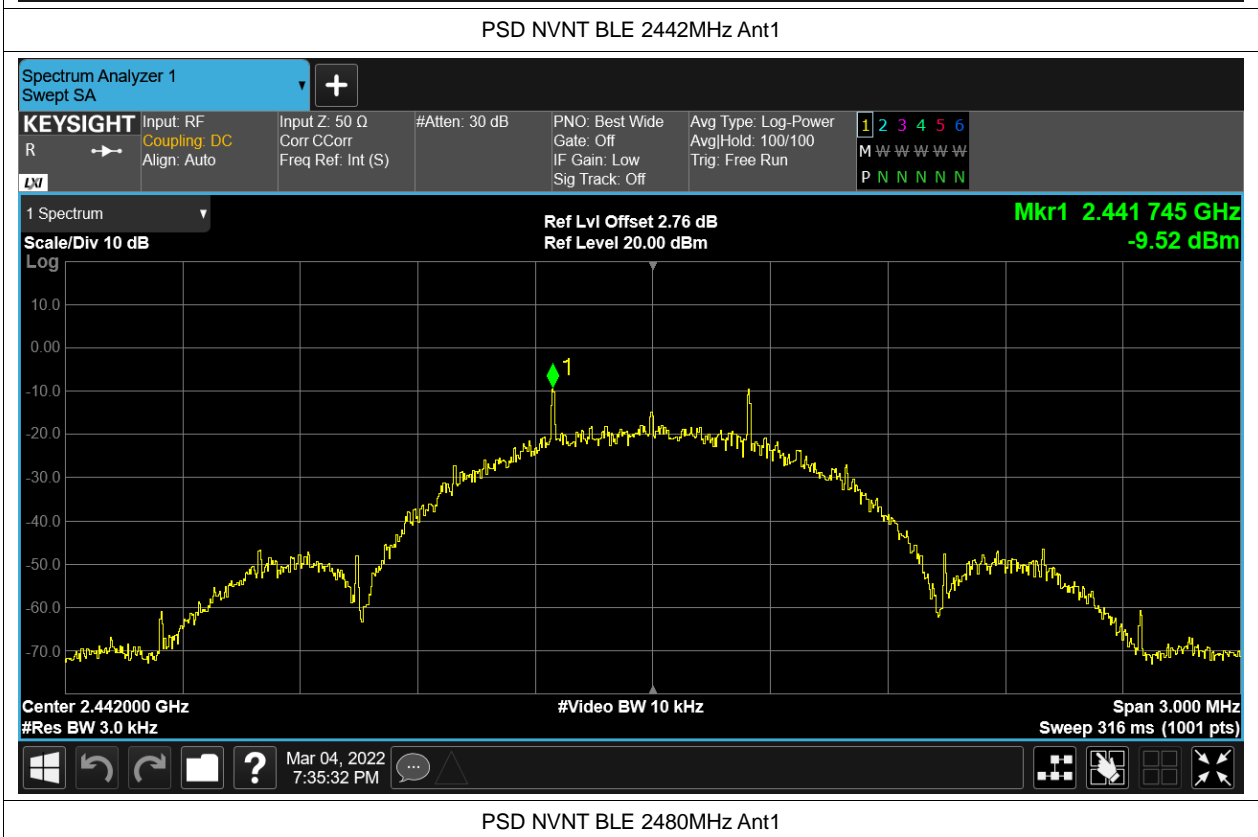 PSD NVNT BLE 2442MHz Ant1
Spectrum Analyzer 1
Swept SA
+
KEYSIGHT
R
LXI
Input: RF
Coupling: DC
Align: Auto
Input Z: 50 Ω
Corr CCorr
Freq Ref: Int (S)
#Atten: 30 dB
PNO: Best Wide
Gate: Off
IF Gain: Low
Sig Track: Off
Avg Type: Log-Power
Avg|Hold: 100/100
Trig: Free Run
1 2 3 4 5 6
M W W W W W
P N N N N N
1 Spectrum
Scale/Div 10 dB
Log
Ref Lvl Offset 2.76 dB
Ref Level 20.00 dBm
Mkr1 2.441 745 GHz
-9.52 dBm
10.0
0.00
-10.0
-20.0
-30.0
-40.0
-50.0
-60.0
-70.0
1
Center 2.442000 GHz
#Res BW 3.0 kHz
#Video BW 10 kHz
Span 3.000 MHz
Sweep 316 ms (1001 pts)
?
Mar 04, 2022
7:35:32 PM
PSD NVNT BLE 2480MHz Ant1